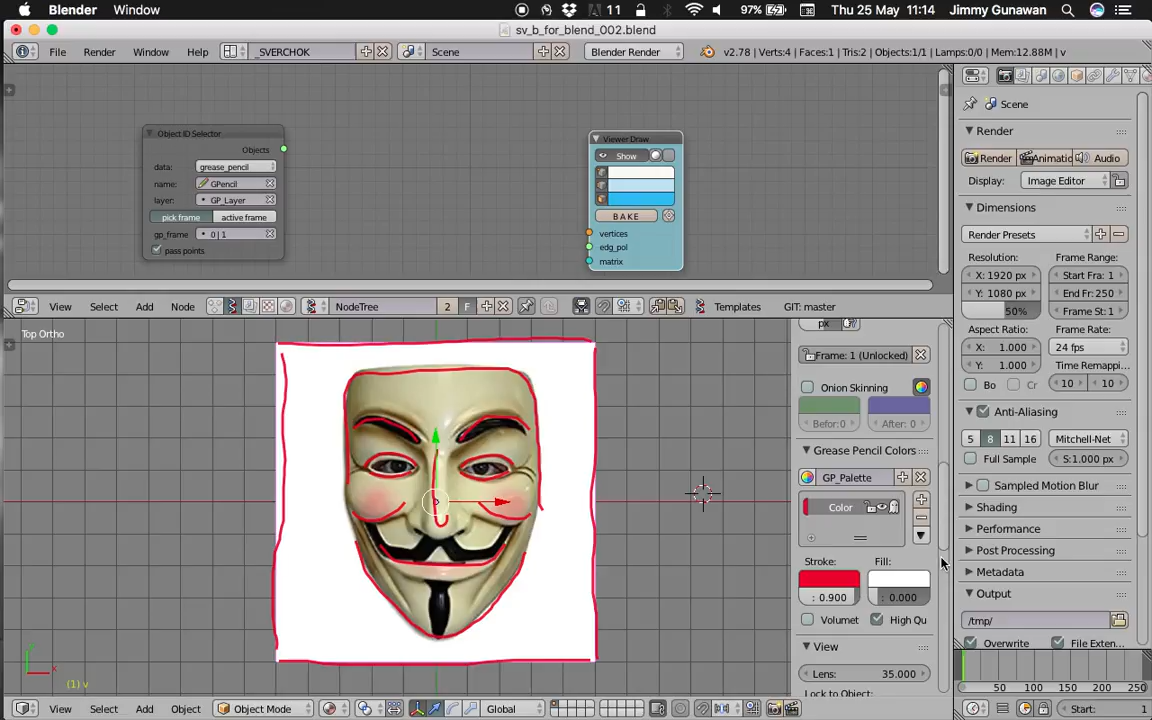 Blender Window 11 97% Thu 25 May 11:14 Jimmy Gunawan
sv_b_for_blend_002.blend
File Render Window Help _SVERCHOK Scene Blender Render v2.78 | Verts:4 | Faces:1 | Tris:2 | Objects:1/1 | Lamps:0/0 | Mem:12.88M | v
Object ID Selector
Objects
data: grease_pencil
name: GPencil
layer: GP_Layer
pick frame active frame
gp_frame 0 | 1
pass points
Viewer Draw
Show
BAKE
vertices
edg_pol
matrix
View Select Add Node NodeTree 2 F Templates GIT: master
Top Ortho
(1) v
View Select Add Object Object Mode Global
px
Frame: 1 (Unlocked)
Onion Skinning
Befor:0 After: 0
Grease Pencil Colors
GP_Palette
Color
Stroke: Fill:
: 0.900 : 0.000
Volumet High Qu
View
Lens: 35.000
Lock to Object:
Scene
Render
Render Animatic Audio
Display: Image Editor
Dimensions
Render Presets
Resolution: Frame Range:
X: 1920 px Start Fra: 1
Y: 1080 px End Fr: 250
50% Frame St: 1
Aspect Ratio: Frame Rate:
X: 1.000 24 fps
Y: 1.000 Time Remappi
Bo Cr 10 10
Anti-Aliasing
5 8 11 16 Mitchell-Net
Full Sample S:1.000 px
Sampled Motion Blur
Shading
Performance
Post Processing
Metadata
Output
/tmp/
Overwrite File Exten
50 100 150 200 250
Start: 1